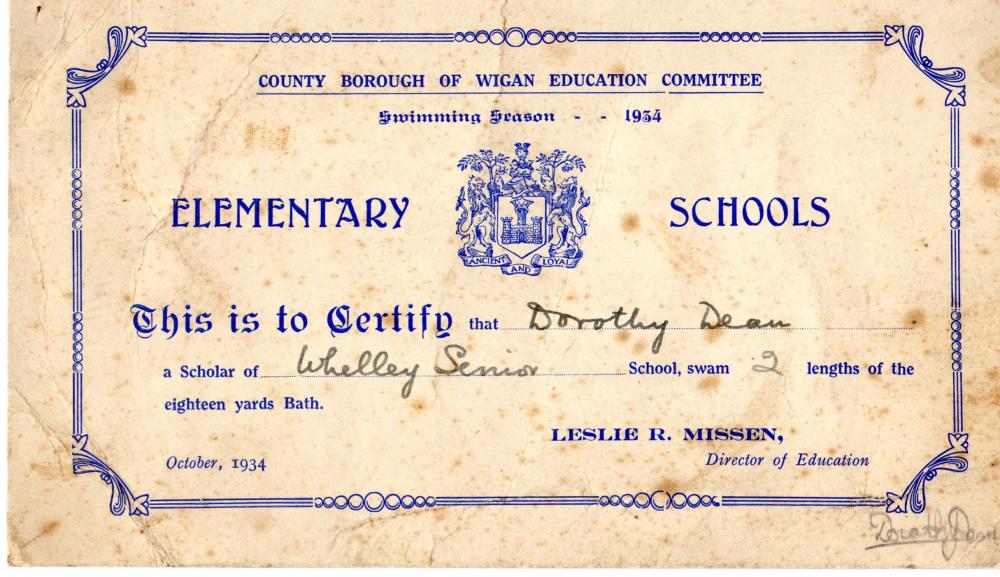 COUNTY BOROUGH OF WIGAN EDUCATION COMMITTEE
Swimming Season - - 1934
ELEMENTARY SCHOOLS
ANCIENT AND LOYAL
This is to Certify that Dorothy Dean
a Scholar of Whelley Senior School, swam 2 lengths of the
eighteen yards Bath.
LESLIE R. MISSEN,
October, 1934 Director of Education
Dorothy Dean